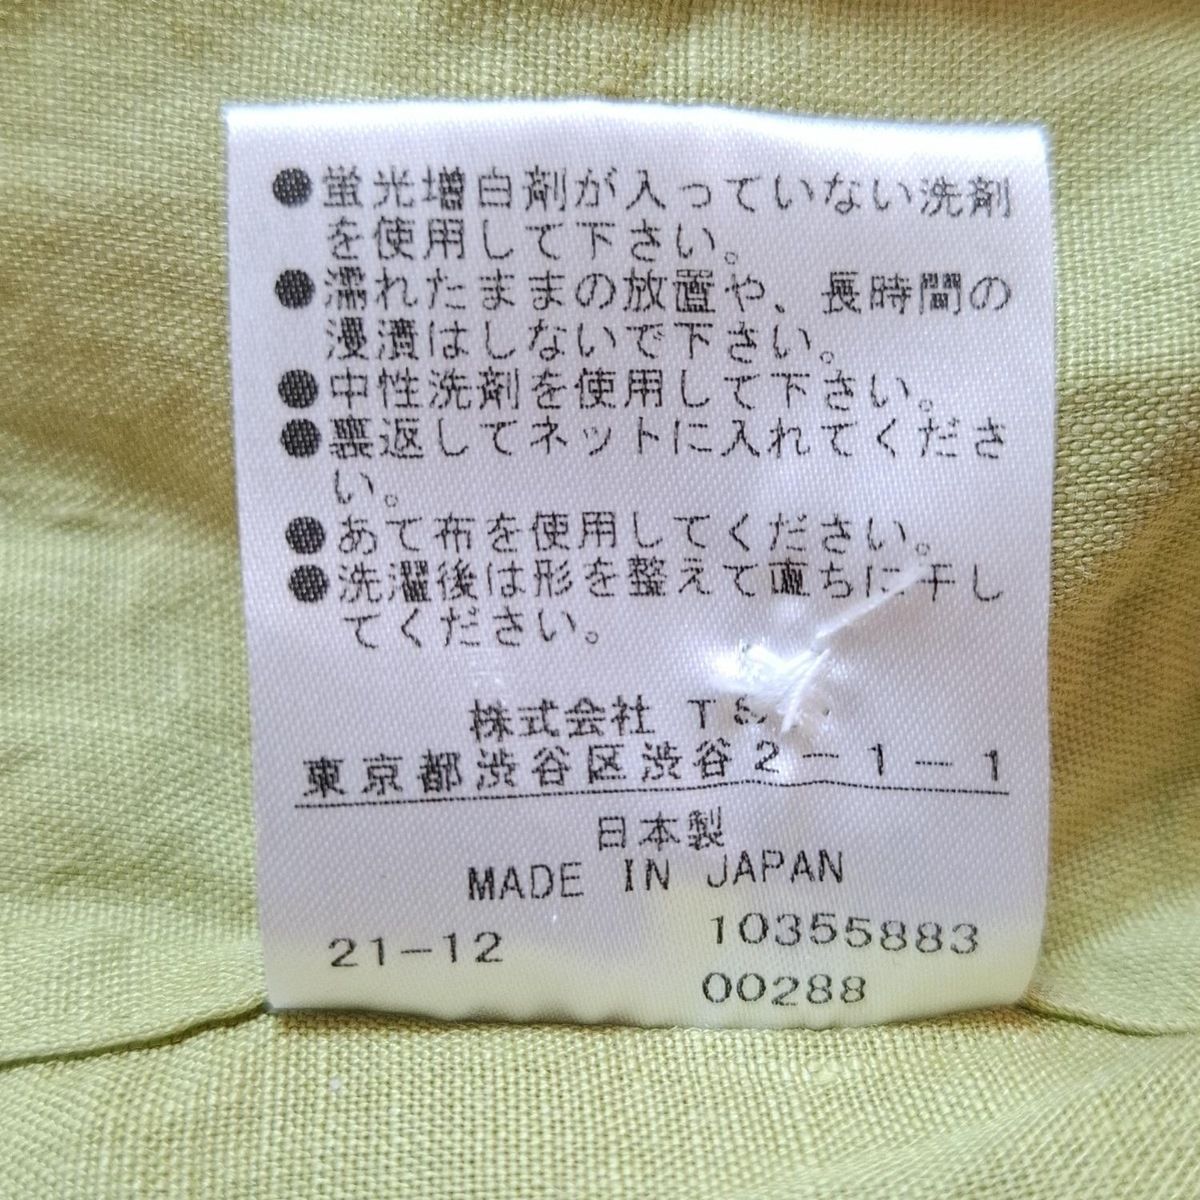 ●蛍光増白剤が入っていない洗剤
を使用して下さい。
●濡れたままの放置や、長時間の
浸漬はしないで下さい。
●中性洗剤を使用して下さい。
●裏返してネットに入れてくださ
い。
●あて布を使用してください。
●洗濯後は形を整えて直ちに干し
てください。
株式会社 T
東京都渋谷区渋谷2-1-1
日本製
MADE IN JAPAN
21-12
10355883
00288